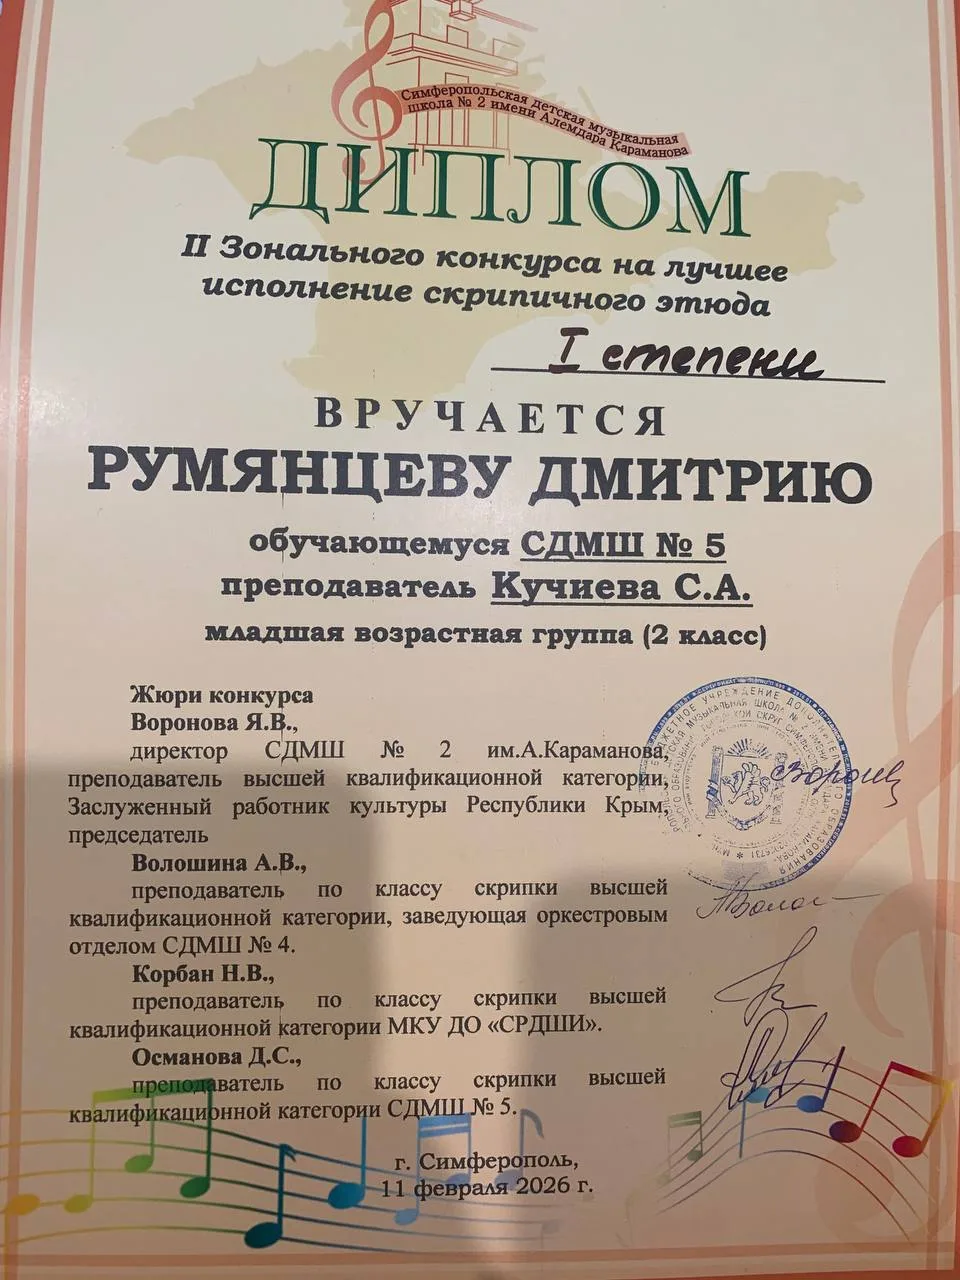 Симферопольская детская музыкальная
школа № 2 имени Алемдара Караманова
ДИПЛОМ
II Зонального конкурса на лучшее
исполнение скрипичного этюда
I степени
ВРУЧАЕТСЯ
РУМЯНЦЕВУ ДМИТРИЮ
обучающемуся СДМШ № 5
преподаватель Кучиева С.А.
младшая возрастная группа (2 класс)
Жюри конкурса
Воронова Я.В.,
директор СДМШ № 2 им.А.Караманова,
преподаватель высшей квалификационной категории,
Заслуженный работник культуры Республики Крым,
председатель
Волошина А.В.,
преподаватель по классу скрипки высшей
квалификационной категории, заведующая оркестровым
отделом СДМШ № 4.
Корбан Н.В.,
преподаватель по классу скрипки высшей
квалификационной категории МКУ ДО «СРДШИ».
Османова Д.С.,
преподаватель по классу скрипки высшей
квалификационной категории СДМШ № 5.
г. Симферополь,
11 февраля 2026 г.